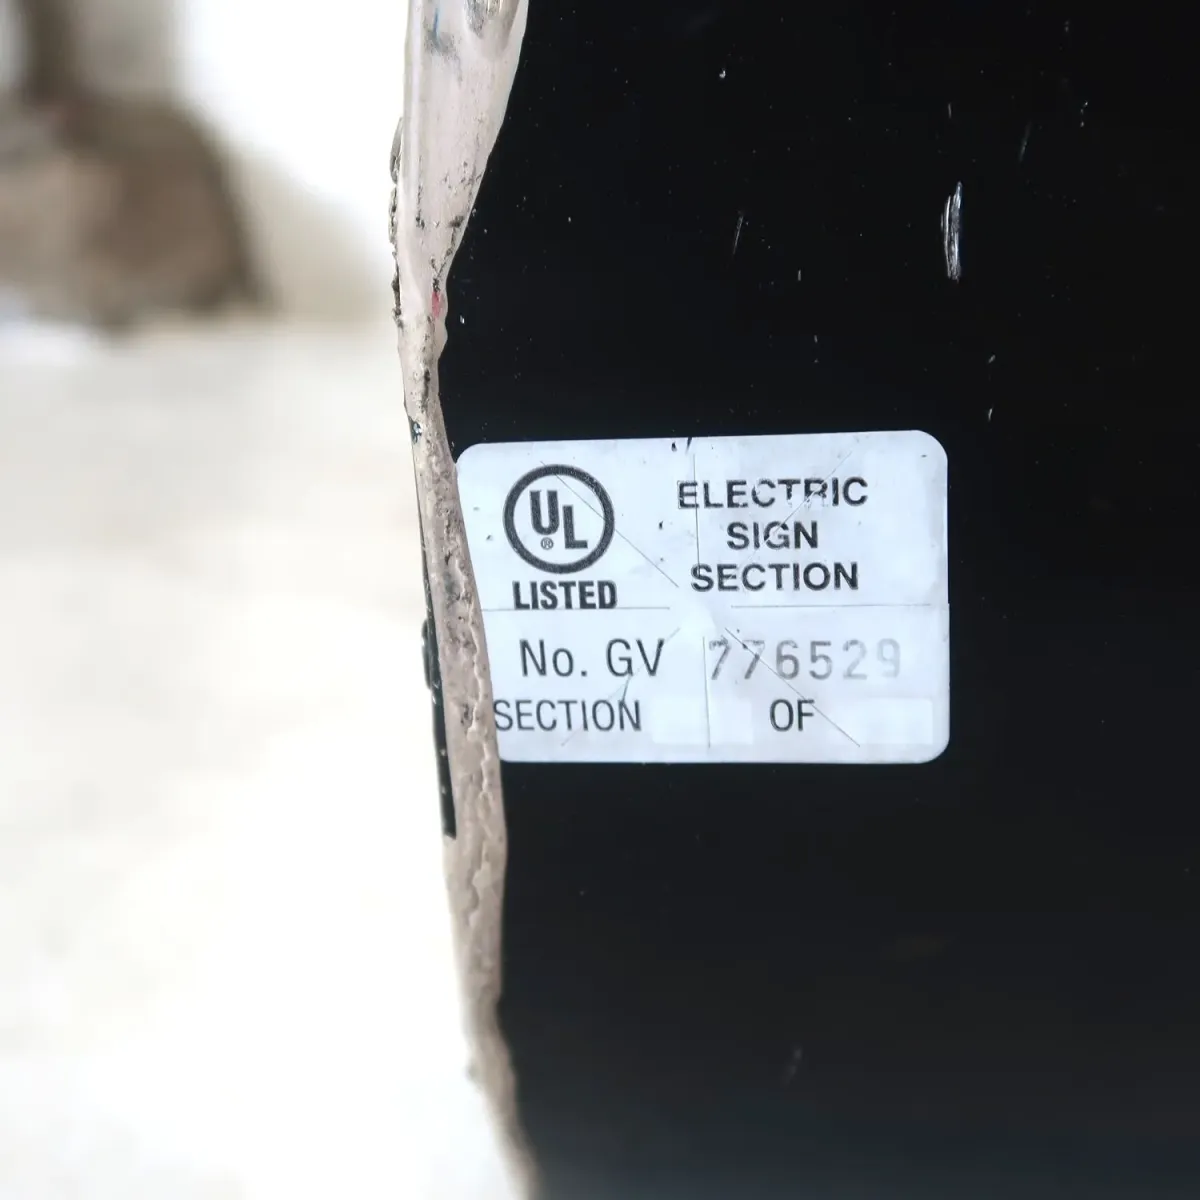 UL®
LISTED
ELECTRIC
SIGN
SECTION
No. GV 776529
SECTION OF